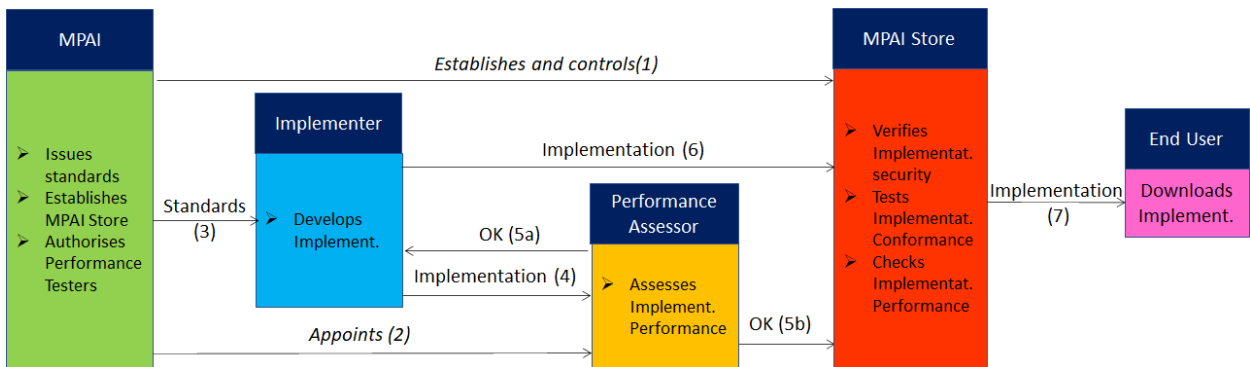 MPAI
➢ Issues
standards
➢ Establishes
MPAI Store
➢ Authorises
Performance
Testers
Establishes and controls(1)
Standards
(3)
Implementer
➢ Develops
Implement.
Implementation (6)
OK (5a)
Implementation (4)
Appoints (2)
Performance
Assessor
➢ Assesses
Implement.
Performance
OK (5b)
MPAI Store
➢ Verifies
Implementat.
security
➢ Tests
Implementat.
Conformance
➢ Checks
Implementat.
Performance
Implementation
(7)
End User
Downloads
Implement.